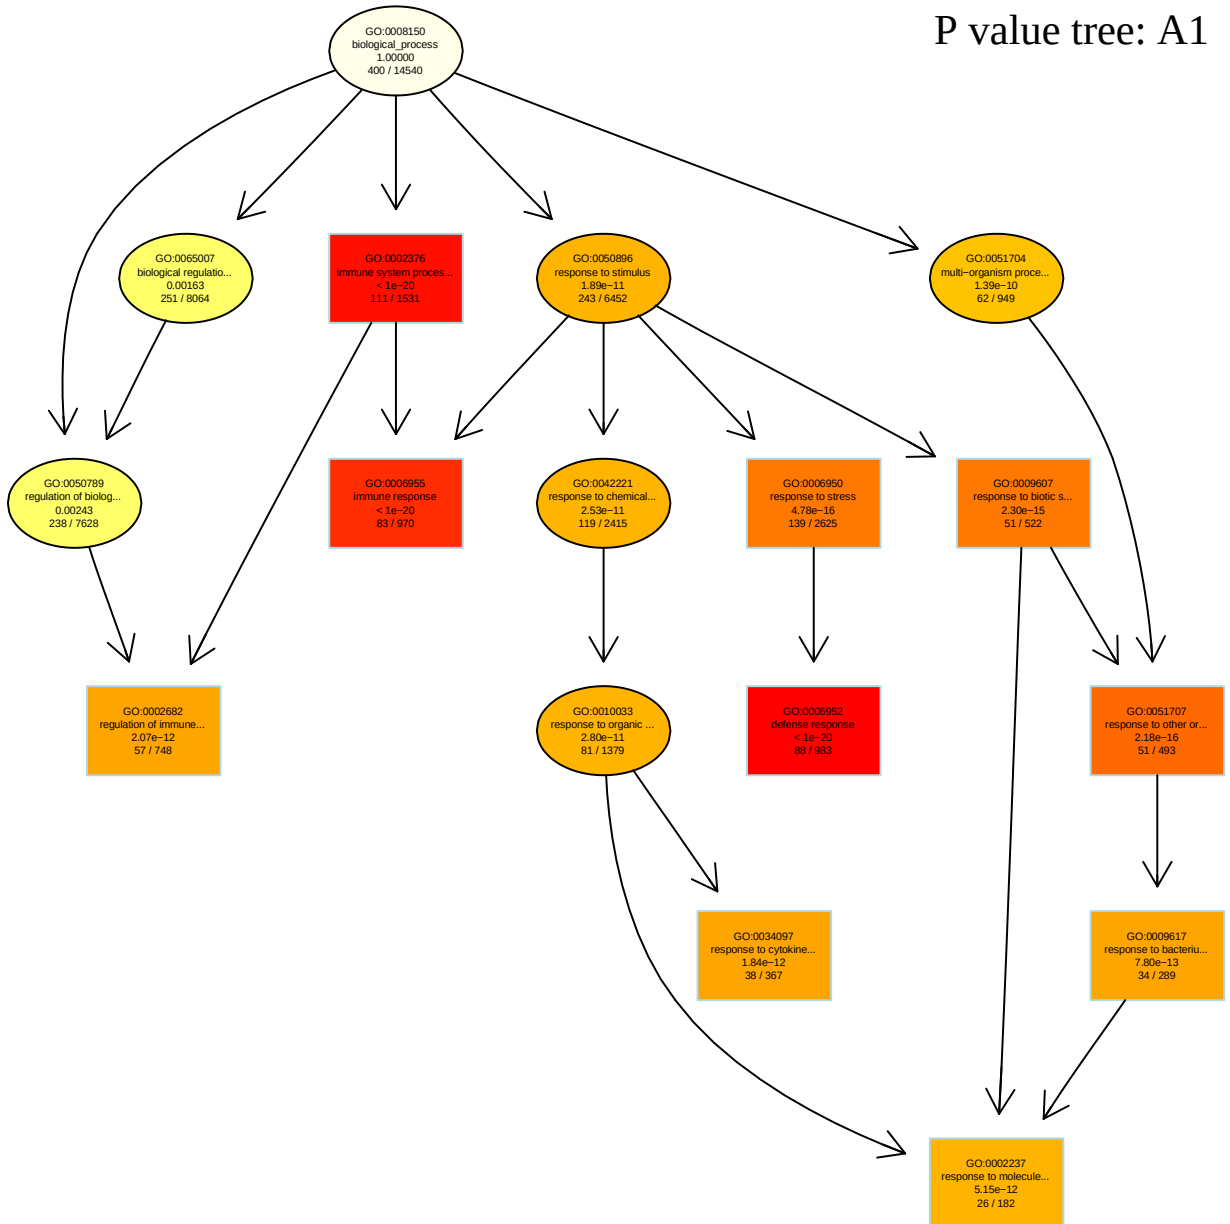 P value tree: A1
GO:0008150
biological_process
1.00000
400 / 14540
GO:0065007
biological regulatio...
0.00163
251 / 8064
GO:0002376
immune system proces...
< 1e−20
111 / 1531
GO:0050896
response to stimulus
1.89e−11
243 / 6452
GO:0051704
multi−organism proce...
1.39e−10
62 / 949
GO:0050789
regulation of biolog...
0.00243
238 / 7628
GO:0006955
immune response
< 1e−20
83 / 970
GO:0042221
response to chemical...
2.53e−11
119 / 2415
GO:0006950
response to stress
4.78e−16
139 / 2625
GO:0009607
response to biotic s...
2.30e−15
51 / 522
GO:0002682
regulation of immune...
2.07e−12
57 / 748
GO:0010033
response to organic ...
2.80e−11
81 / 1379
GO:0006952
defense response
< 1e−20
88 / 983
GO:0051707
response to other or...
2.18e−16
51 / 493
GO:0034097
response to cytokine...
1.84e−12
38 / 367
GO:0009617
response to bacteriu...
7.80e−13
34 / 289
GO:0002237
response to molecule...
5.15e−12
26 / 182